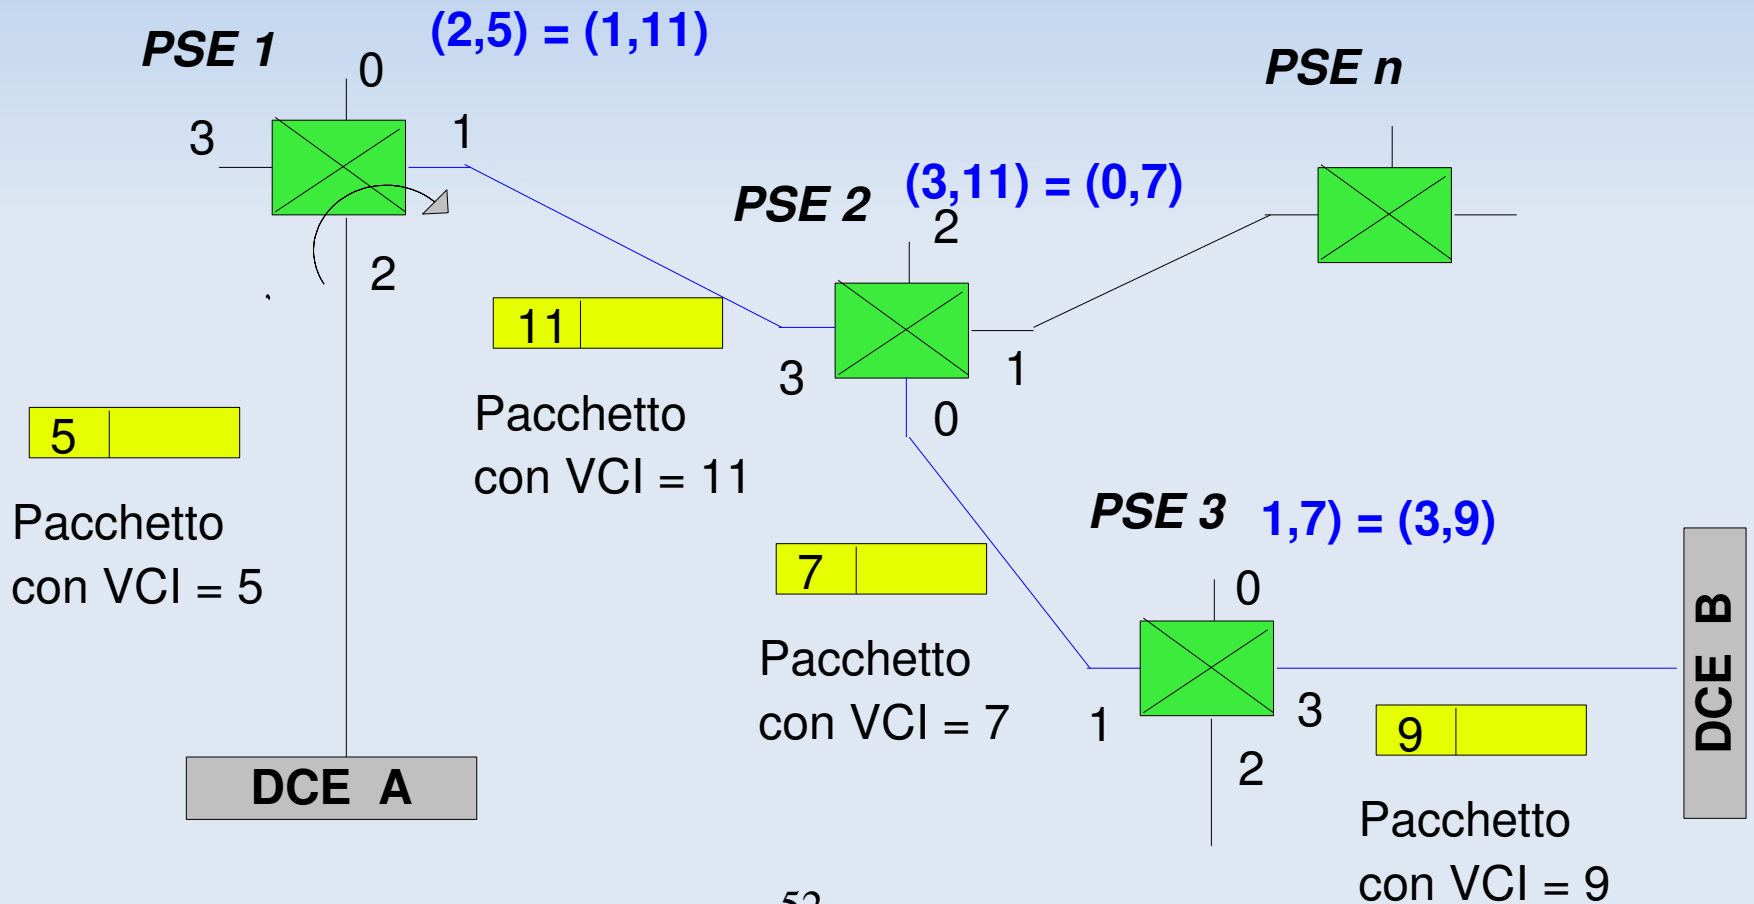 PSE 1
(2,5) = (1,11)
0
3
1
2
PSE n
PSE 2
(3,11) = (0,7)
2
3
1
0
11
Pacchetto
con VCI = 11
5
Pacchetto
con VCI = 5
PSE 3
1,7) = (3,9)
0
1
3
2
7
Pacchetto
con VCI = 7
9
Pacchetto
con VCI = 9
DCE A
DCE B
52